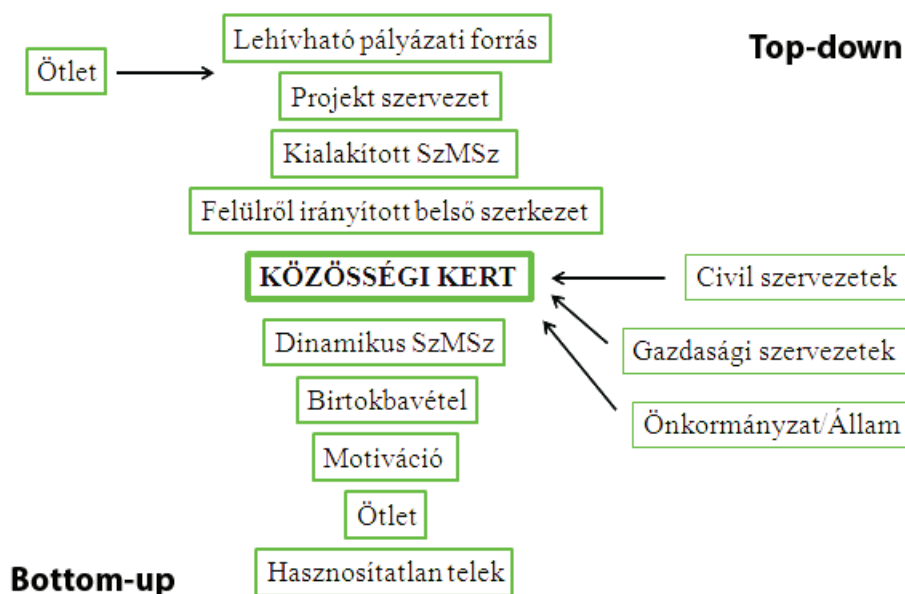 Lehívható pályázati forrás
Top-down
Ötlet
Projekt szervezet
Kialakított SzMSz
Felülről irányított belső szerkezet
KÖZÖSSÉGI KERT
Civil szervezetek
Dinamikus SzMSz
Gazdasági szervezetek
Birtokbavétel
Önkormányzat/Állam
Motiváció
Ötlet
Hasznosítatlan telek
Bottom-up